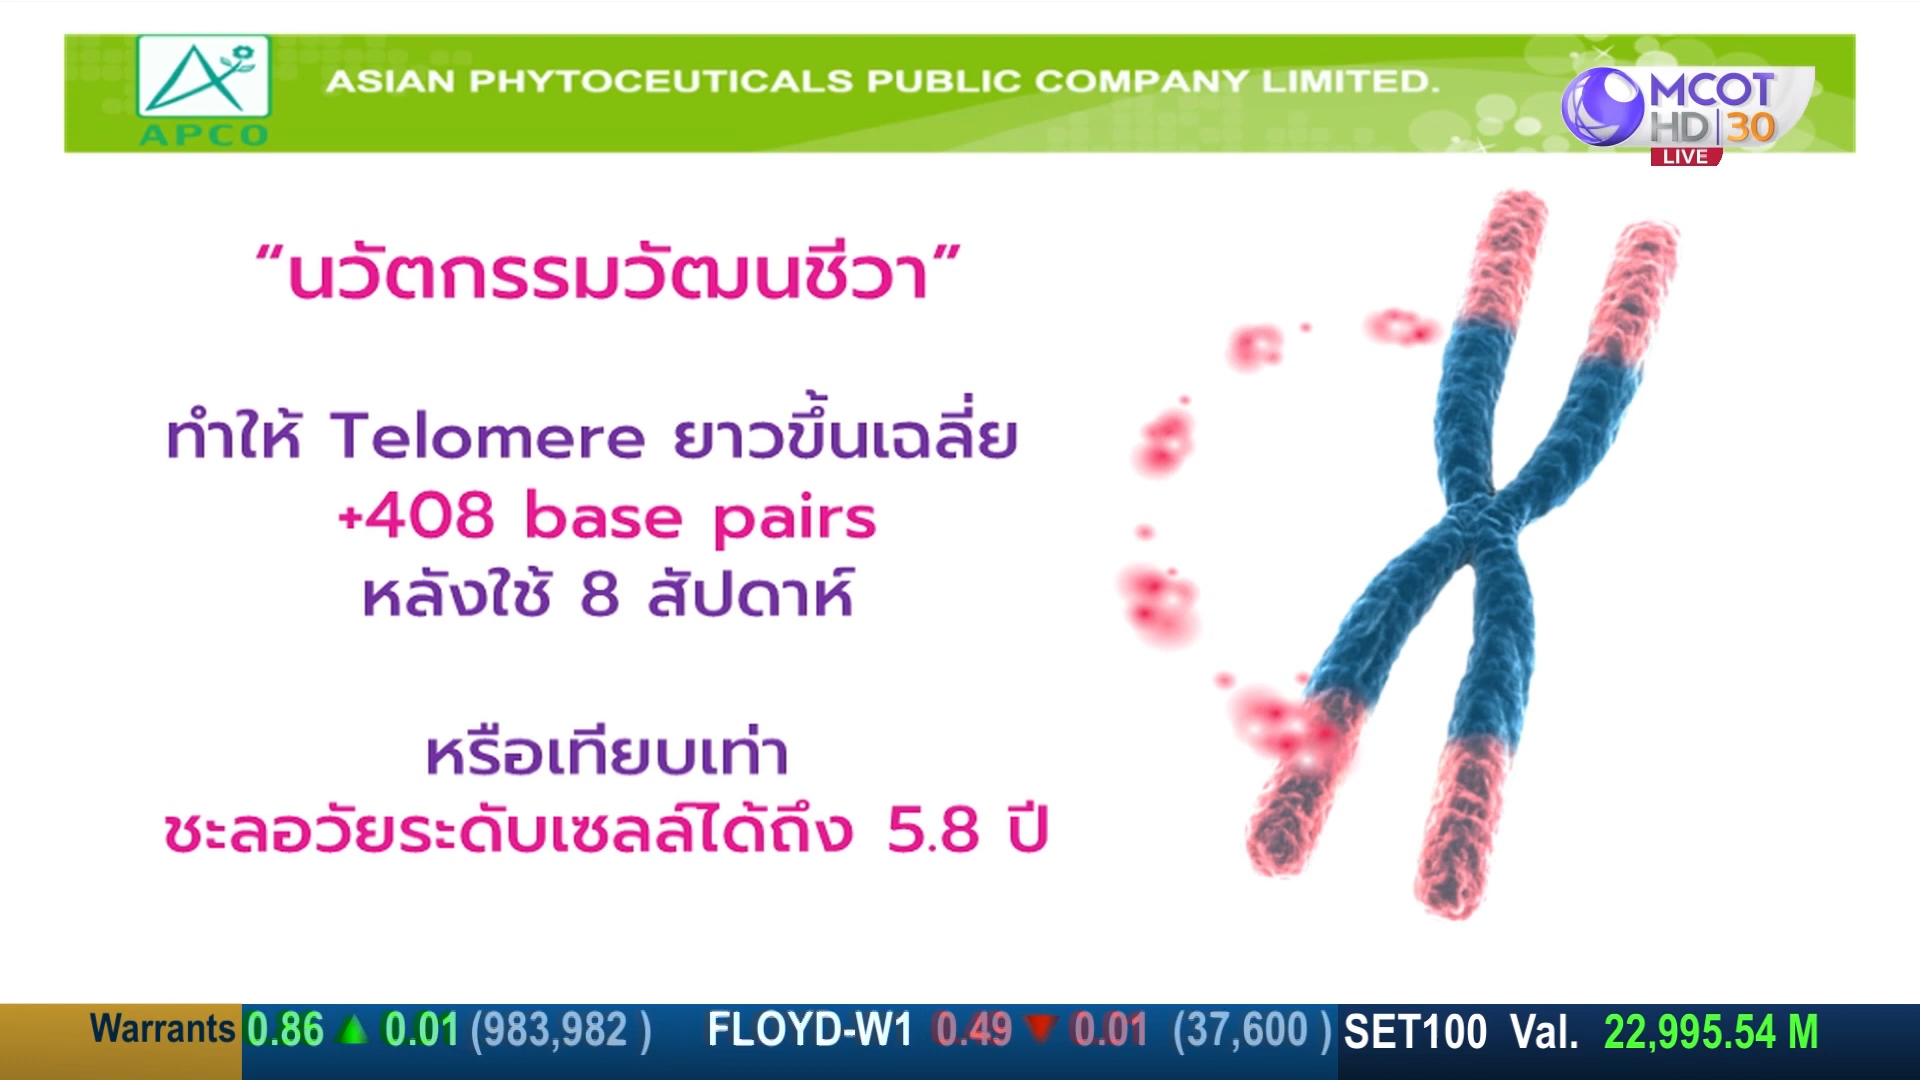 APCO
ASIAN PHYTOCEUTICALS PUBLIC COMPANY LIMITED.
MCOT
HD 30
LIVE
“นวัตกรรมวัฒนชีวา”
ทำให้ Telomere ยาวขึ้นเฉลี่ย
+408 base pairs
หลังใช้ 8 สัปดาห์
หรือเทียบเท่า
ชะลอวัยระดับเซลล์ได้ถึง 5.8 ปี
Warrants 0.86 ▲ 0.01 (983,982 ) FLOYD-W1 0.49 ▼ 0.01 (37,600 ) SET100 Val. 22,995.54 M